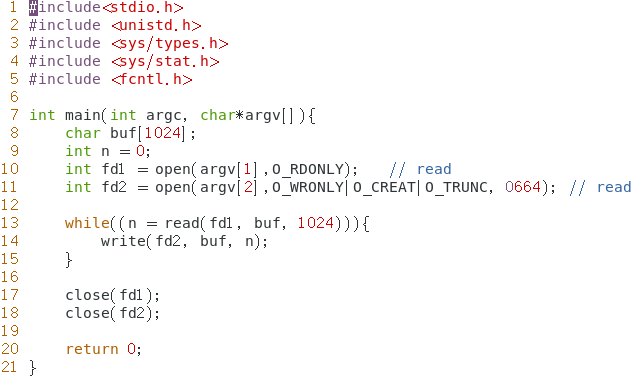 1 #include<stdio.h>
2 #include <unistd.h>
3 #include <sys/types.h>
4 #include <sys/stat.h>
5 #include <fcntl.h>
6
7 int main(int argc, char*argv[]){
8     char buf[1024];
9     int n = 0;
10     int fd1 = open(argv[1],O_RDONLY);   // read
11     int fd2 = open(argv[2],O_WRONLY|O_CREAT|O_TRUNC, 0664); // read
12
13     while((n = read(fd1, buf, 1024))){
14         write(fd2, buf, n);
15     }
16
17     close(fd1);
18     close(fd2);
19
20     return 0;
21 }